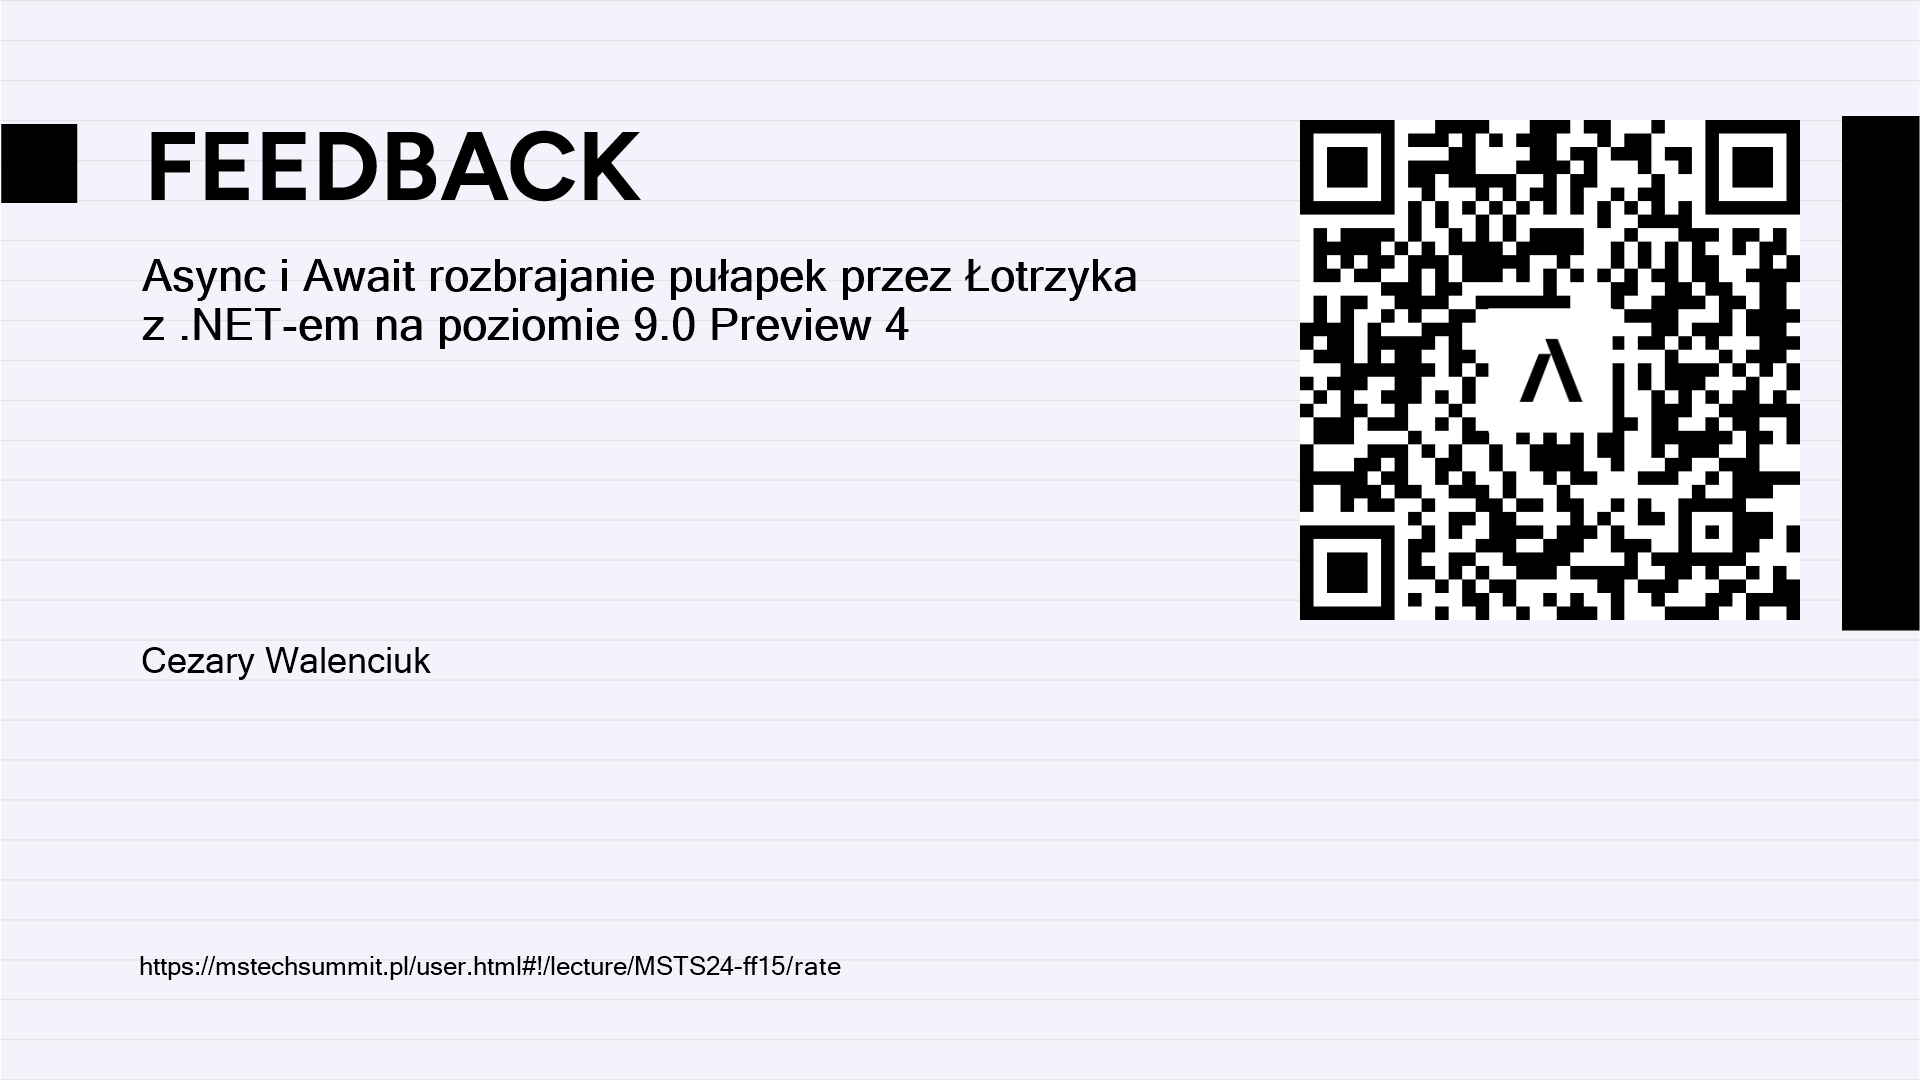 FEEDBACK
Async i Await rozbrajanie pułapek przez Łotrzyka
z .NET-em na poziomie 9.0 Preview 4
Cezary Walenciuk
https://mstechsummit.pl/user.html#!/lecture/MSTS24-ff15/rate